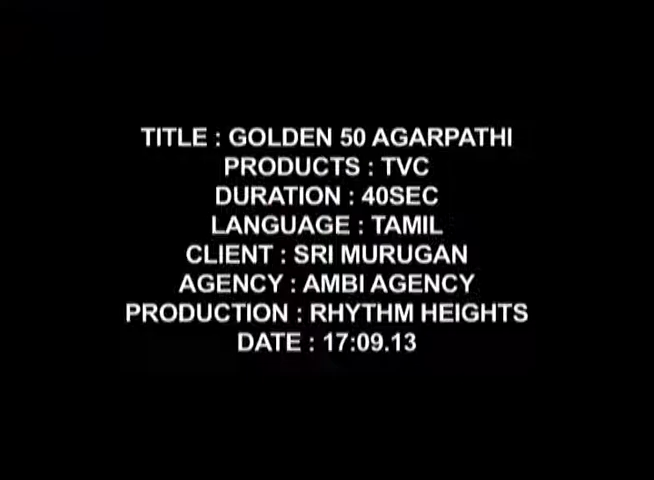 TITLE : GOLDEN 50 AGARPATHI
PRODUCTS : TVC
DURATION : 40SEC
LANGUAGE : TAMIL
CLIENT : SRI MURUGAN
AGENCY : AMBI AGENCY
PRODUCTION : RHYTHM HEIGHTS
DATE : 17:09.13